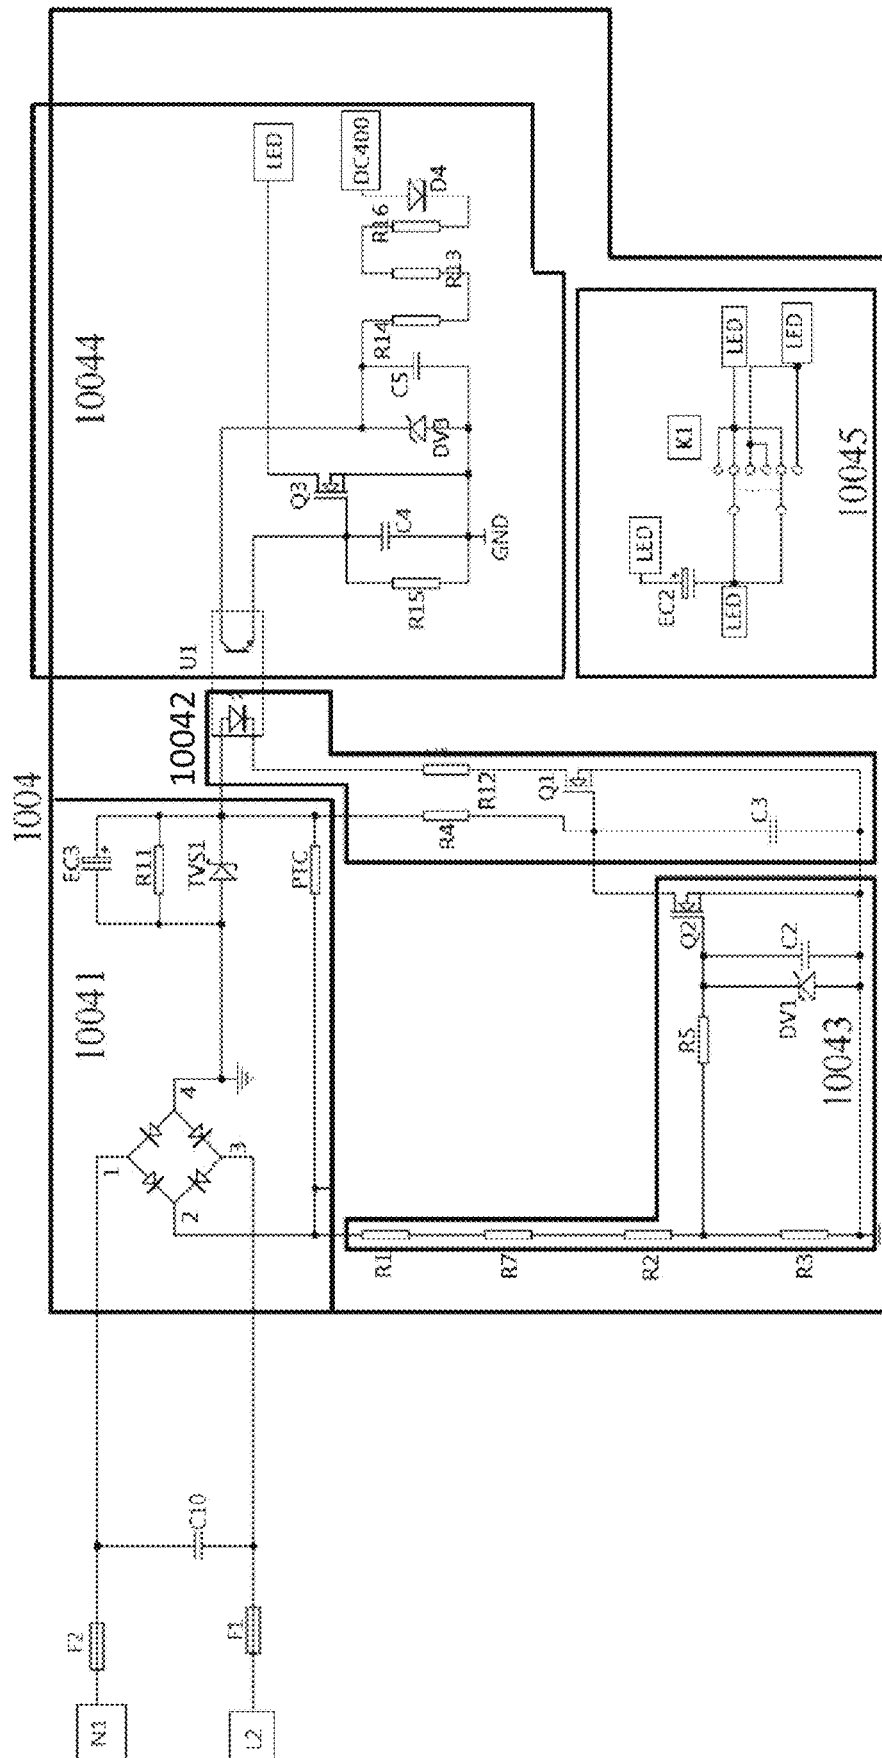 1004
10041
10042
10043
10044
10045
N1
L2
F2
F1
C10
1
2
3
4
EC3
R11
TVS1
PTC
U1
R4
R12
Q1
C3
R1
R7
R2
R3
R5
Q2
DV1
C2
LED
DC400
D4
R16
R13
R14
C5
Q3
C4
R15
GND
LED
EC2
LED
K1
LED
LED